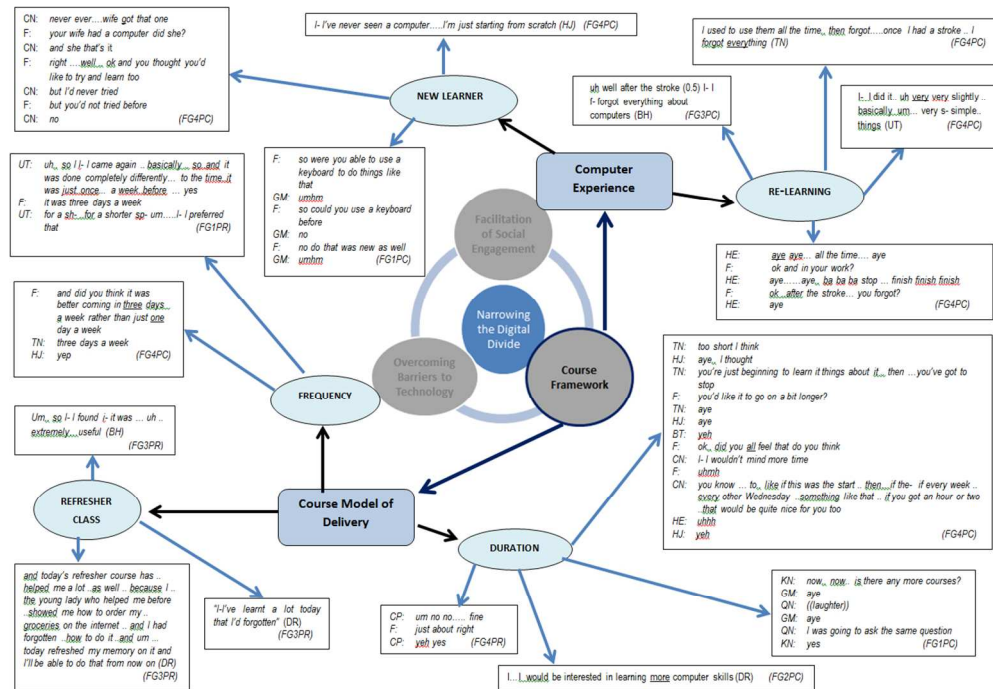 CN: never ever....wife got that one
F: your wife had a computer did she?
CN: and she that's it
F: right ....well... ok and you thought you'd
like to try and learn too
CN: but I'd never tried
F: but you'd not tried before
CN: no (FG4PC)
I- I've never seen a computer.....I'm just starting from scratch (HJ) (FG4PC)
I used to use them all the time.. then forgot.....once I had a stroke .. I
forgot everything (TN) (FG4PC)
NEW LEARNER
uh well after the stroke (0.5) I- I
f- forgot everything about
computers (BH) (FG3PC)
I-. I did it.. uh very very slightly ..
basically...um... very s- simple..
things (UT) (FG4PC)
UT: uh.. so I I- I came again .. basically ... so..and it
was done completely differently... to the time..it
was just once... a week..before ... yes
F: it was three days a week
UT: for a sh- ..for a shorter sp- um.....I- I preferred
that (FG1PR)
F: so were you able to use a
keyboard to do things like
that
GM: umhm
F: so could you use a keyboard
before
GM: no
F: no do that was new as well
GM: umhm (FG1PC)
Computer
Experience
RE-LEARNING
Facilitation
of Social
Engagement
Narrowing
the Digital
Divide
Overcoming
Barriers to
Technology
Course
Framework
HE: aye aye... all the time.... aye
F: ok and in your work?
HE: aye......aye.. ba ba ba stop ... finish finish finish
F: ok ..after the stroke... you forgot?
HE: aye (FG4PC)
F: and did you think it was
better coming in three days...
a week rather than just one
day a week
TN: three days a week
HJ: yep (FG4PC)
FREQUENCY
TN: too short I think
HJ: aye.. I thought
TN: you're just beginning to learn it things about it .. then ...you've got to
stop
F: you'd like it to go on a bit longer?
TN: aye
HJ: aye
BT: yeh
F: ok.. did you all feel that do you think
CN: I- I wouldn't mind more time
F: uhmh
CN: you know ... to.. like if this was the start .. then...if the- if every week ..
every other Wednesday ..something like that .. if you got an hour or two
..that would be quite nice for you too
HE: uhhh
HJ: yeh (FG4PC)
Um.. so I- I found i- it was ... uh ..
extremely...useful (BH)
(FG3PR)
REFRESHER
CLASS
Course Model of
Delivery
DURATION
and today's refresher course has ..
helped me a lot ..as well .. because I ..
the young lady who helped me before
..showed me how to order my ..
groceries on the internet .. and I had
forgotten ..how to do it ..and um ...
today refreshed my memory on it and
I'll be able to do that from now on (DR)
(FG3PR)
"I-I've learnt a lot today
that I'd forgotten" (DR)
(FG3PR)
CP: um no no..... fine
F: just about right
CP: yeh yes (FG4PR)
KN: now.. now.. is there any more courses?
GM: aye
QN: ((laughter))
GM: aye
QN: I was going to ask the same question
KN: yes (FG1PC)
I....I would be interested in learning more computer skills (DR) (FG2PC)